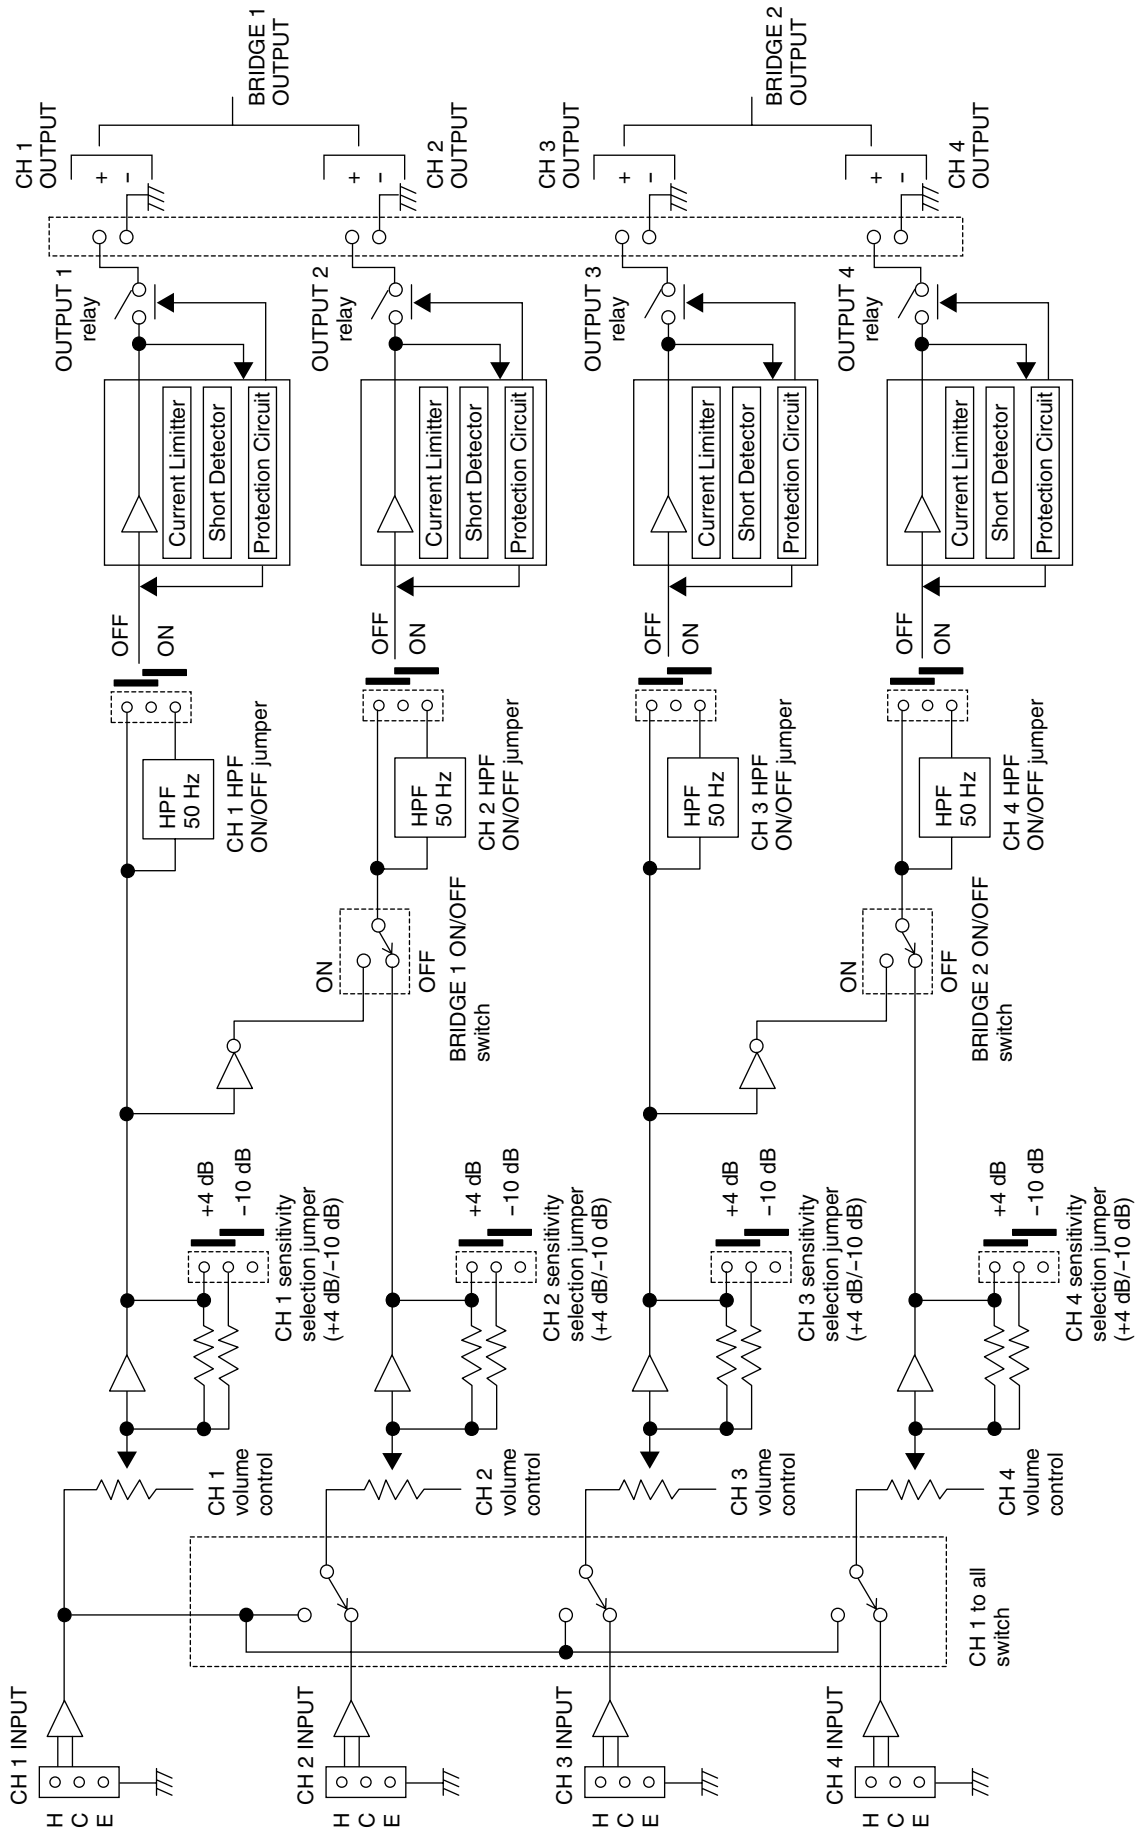 CH 1 INPUT
H
C
E
CH 1
volume
control
CH 1 sensitivity
selection jumper
(+4 dB/−10 dB)
+4 dB
−10 dB
HPF
50 Hz
CH 1 HPF
ON/OFF jumper
OFF
ON
Current Limitter
Short Detector
Protection Circuit
OUTPUT 1
relay
CH 1
OUTPUT
+
−
BRIDGE 1
OUTPUT
CH 2 INPUT
H
C
E
CH 2
volume
control
CH 2 sensitivity
selection jumper
(+4 dB/−10 dB)
+4 dB
−10 dB
ON
OFF
BRIDGE 1 ON/OFF
switch
HPF
50 Hz
CH 2 HPF
ON/OFF jumper
OFF
ON
Current Limitter
Short Detector
Protection Circuit
OUTPUT 2
relay
+
−
CH 2
OUTPUT
CH 3 INPUT
H
C
E
CH 3
volume
control
CH 3 sensitivity
selection jumper
(+4 dB/−10 dB)
+4 dB
−10 dB
HPF
50 Hz
CH 3 HPF
ON/OFF jumper
OFF
ON
Current Limitter
Short Detector
Protection Circuit
OUTPUT 3
relay
CH 3
OUTPUT
+
−
BRIDGE 2
OUTPUT
CH 4 INPUT
H
C
E
CH 1 to all
switch
CH 4
volume
control
CH 4 sensitivity
selection jumper
(+4 dB/−10 dB)
+4 dB
−10 dB
ON
OFF
BRIDGE 2 ON/OFF
switch
HPF
50 Hz
CH 4 HPF
ON/OFF jumper
OFF
ON
Current Limitter
Short Detector
Protection Circuit
OUTPUT 4
relay
+
−
CH 4
OUTPUT